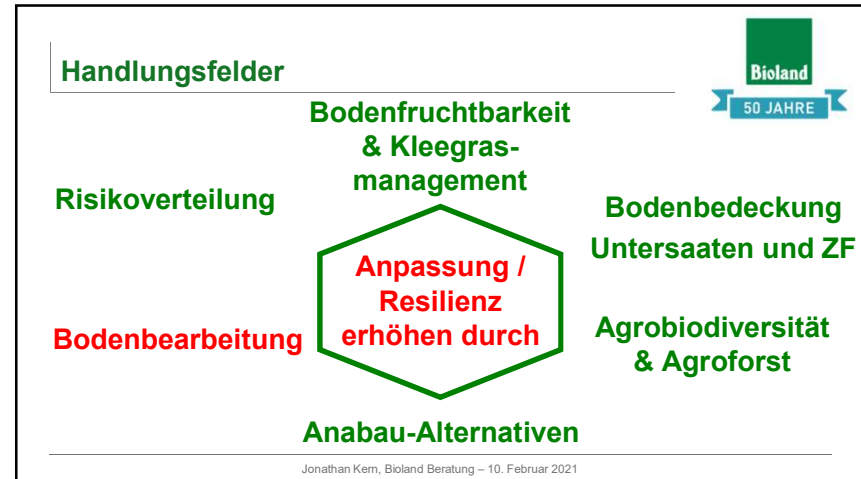 Handlungsfelder
Bioland
50 JAHRE
Bodenfruchtbarkeit
& Kleegras-
management
Risikoverteilung
Bodenbedeckung
Untersaaten und ZF
Anpassung /
Resilienz
erhöhen durch
Bodenbearbeitung
Agrobiodiversität
& Agroforst
Anabau-Alternativen
Jonathan Kern, Bioland Beratung – 10. Februar 2021